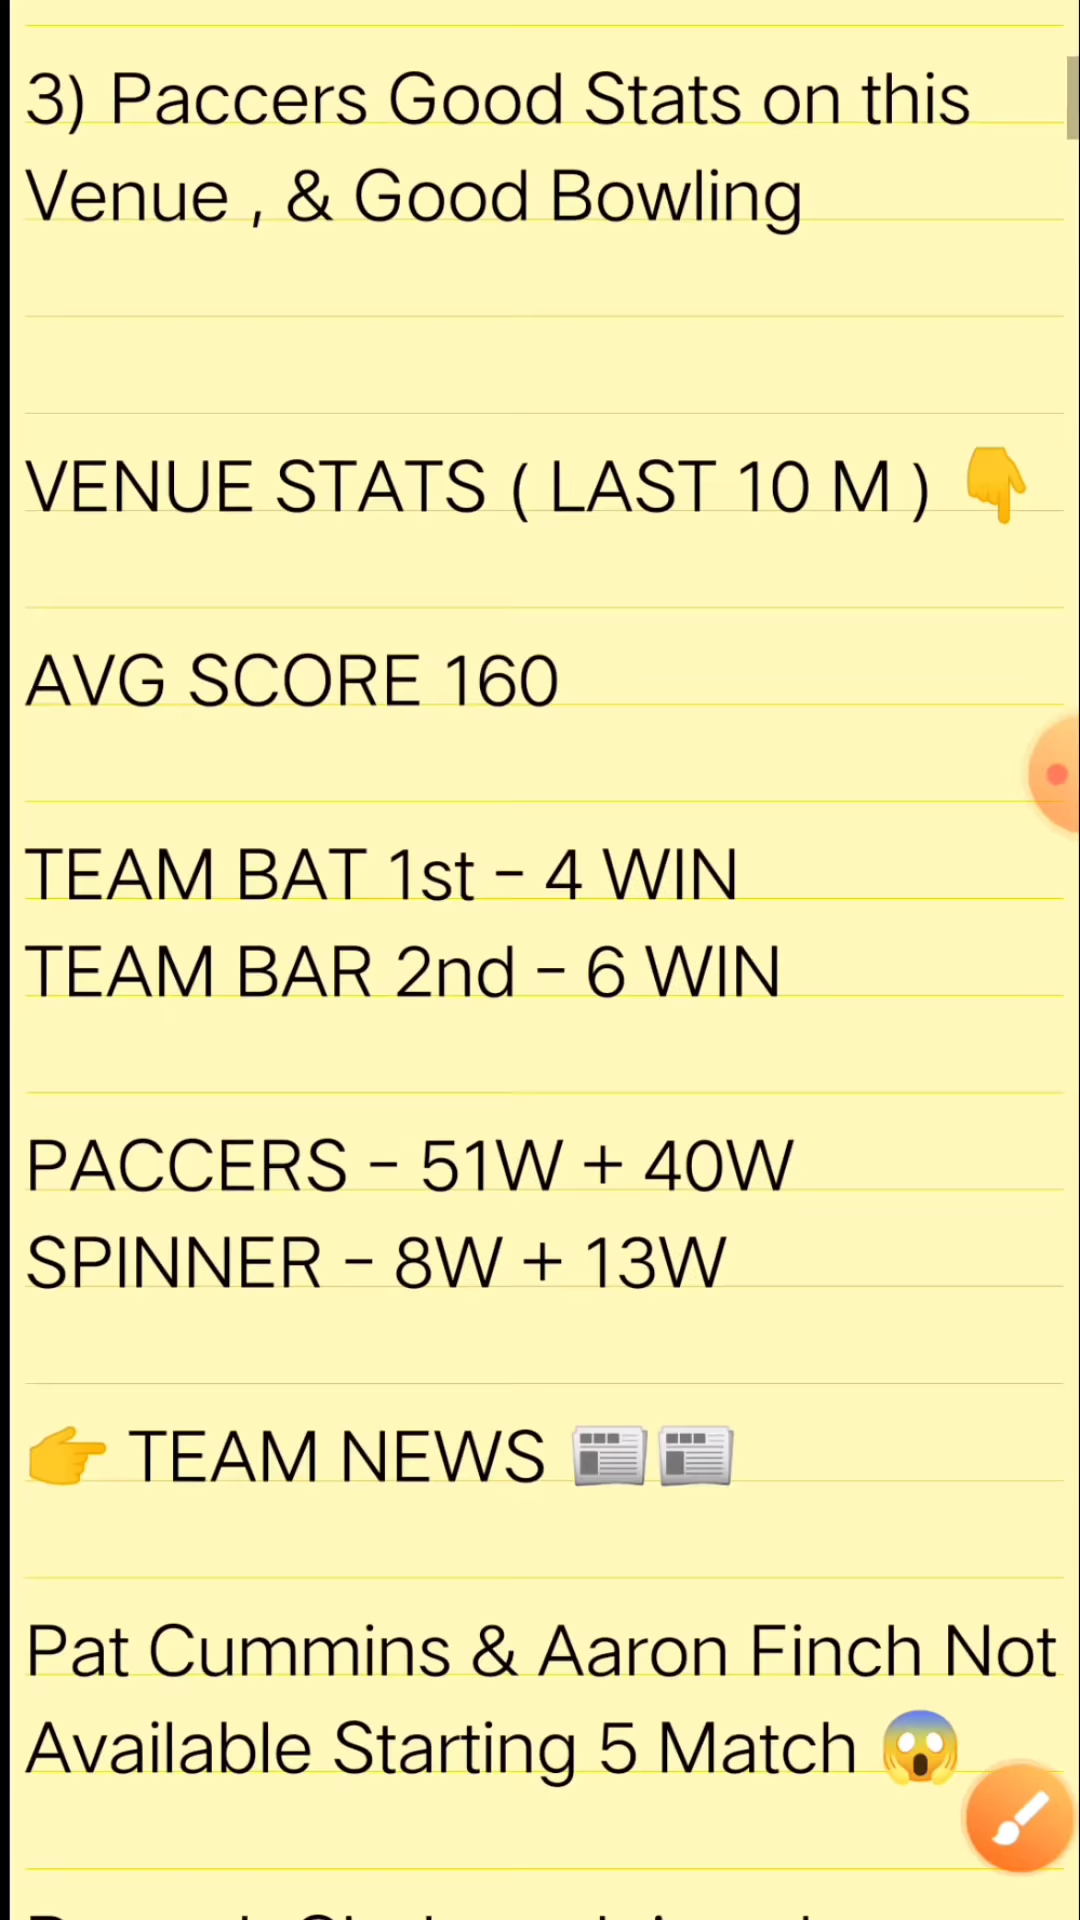 3) Paccers Good Stats on this
Venue , & Good Bowling
VENUE STATS ( LAST 10 M ) 👇
AVG SCORE 160
TEAM BAT 1st - 4 WIN
TEAM BAR 2nd - 6 WIN
PACCERS - 51W + 40W
SPINNER - 8W + 13W
👉 TEAM NEWS 📰📰
Pat Cummins & Aaron Finch Not
Available Starting 5 Match 😱